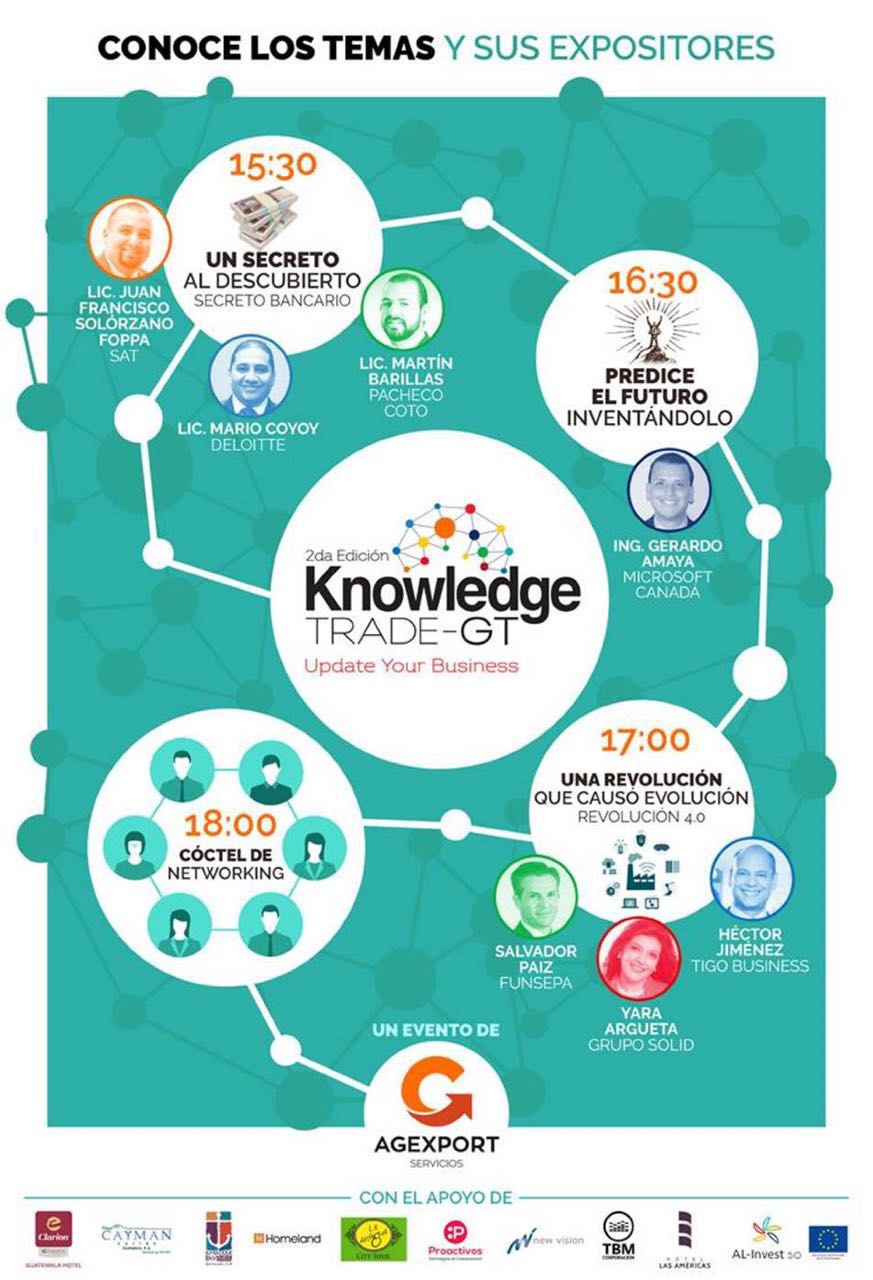 CONOCE LOS TEMAS Y SUS EXPOSITORES
15:30
UN SECRETO
AL DESCUBIERTO
SECRETO BANCARIO
LIC. JUAN
FRANCISCO
SOLÓRZANO
FOPPA
SAT
LIC. MARIO COYOY
DELOITTE
LIC. MARTÍN
BARILLAS
PACHECO
COTO
16:30
PREDICE
EL FUTURO
INVENTÁNDOLO
ING. GERARDO
AMAYA
MICROSOFT
CANADÁ
2da Edición
Knowledge
TRADE-GT
Update Your Business
17:00
UNA REVOLUCIÓN
QUE CAUSÓ EVOLUCIÓN
REVOLUCIÓN 4.0
SALVADOR
PAIZ
FUNSEPA
YARA
ARGUETA
GRUPO SOLID
HÉCTOR
JIMÉNEZ
TIGO BUSINESS
18:00
CÓCTEL DE
NETWORKING
UN EVENTO DE
AGEXPORT
SERVICIOS
CON EL APOYO DE
Clarion
GUATEMALA HOTEL
CAYMAN
SUITES
Homeland
LA
CITY TOUR
Proactivos
new vision
TBM
CORPORACION
HOTEL
LAS AMÉRICAS
AL-Invest 5.0